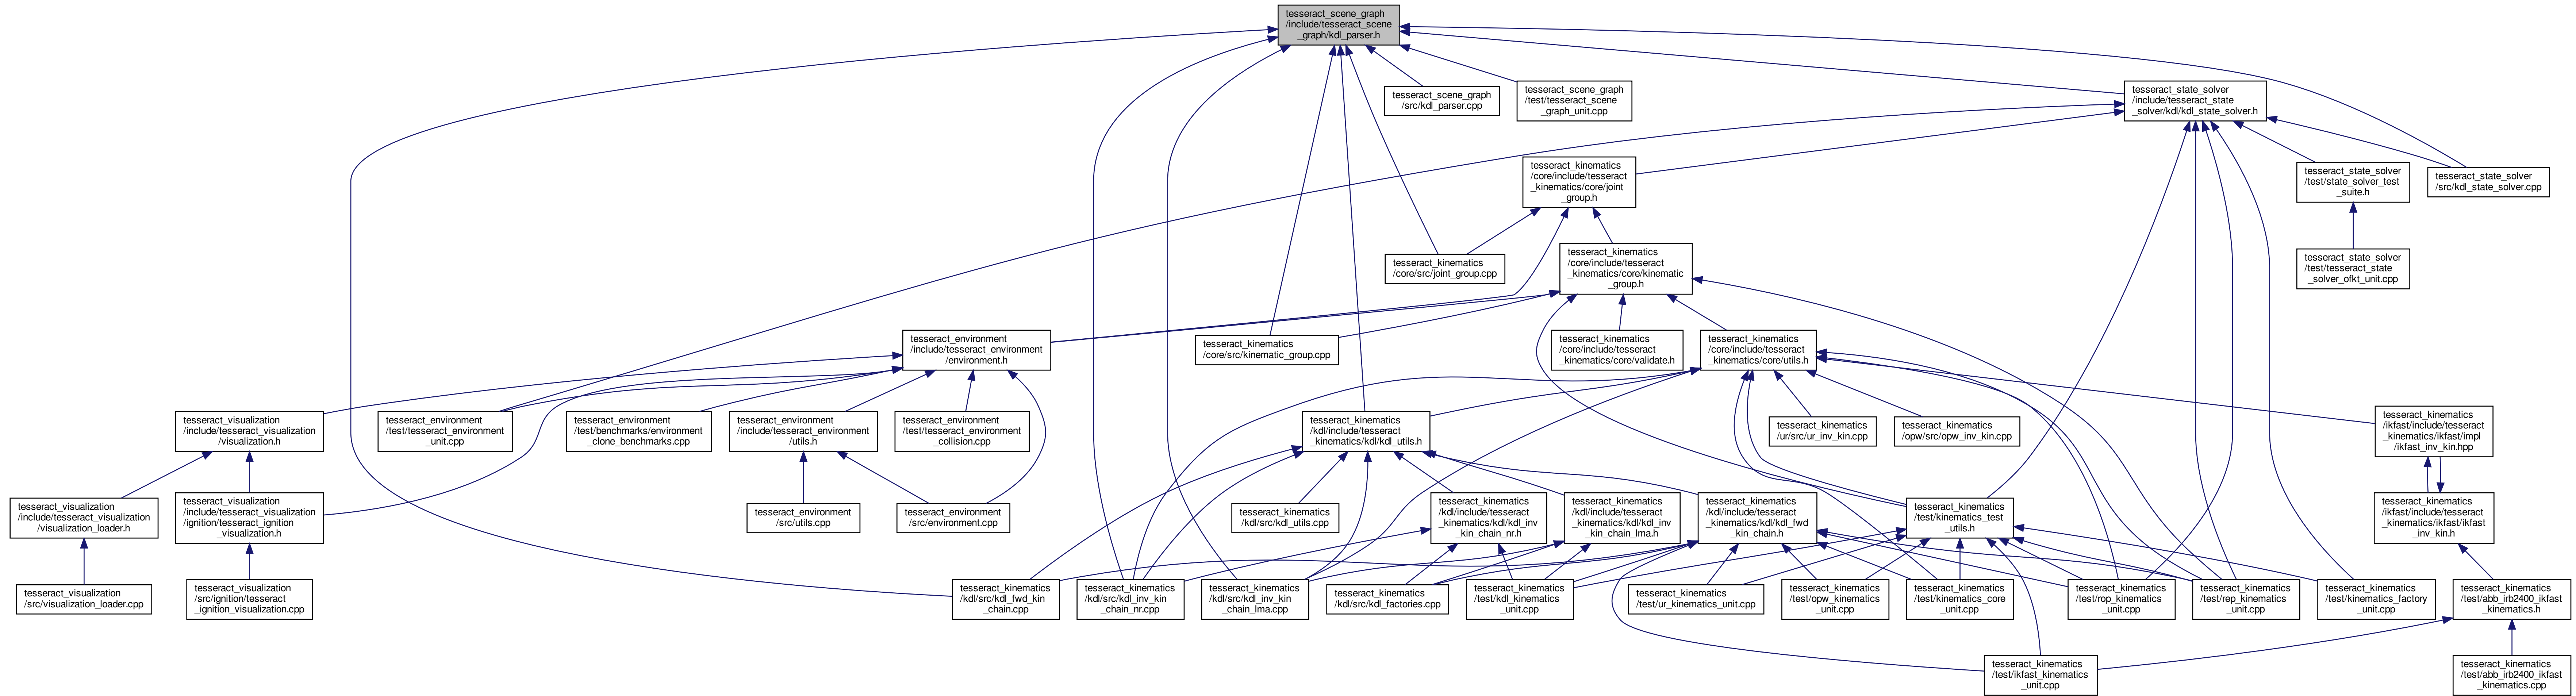 tesseract_scene_graph
/include/tesseract_scene
_graph/kdl_parser.h
tesseract_scene_graph
/src/kdl_parser.cpp
tesseract_scene_graph
/test/tesseract_scene
_graph_unit.cpp
tesseract_state_solver
/include/tesseract_state
_solver/kdl/kdl_state_solver.h
tesseract_kinematics
/core/include/tesseract
_kinematics/core/joint
_group.h
tesseract_state_solver
/test/state_solver_test
_suite.h
tesseract_state_solver
/src/kdl_state_solver.cpp
tesseract_kinematics
/core/src/joint_group.cpp
tesseract_kinematics
/core/include/tesseract
_kinematics/core/kinematic
_group.h
tesseract_state_solver
/test/tesseract_state
_solver_ofkt_unit.cpp
tesseract_environment
/include/tesseract_environment
/environment.h
tesseract_kinematics
/core/src/kinematic_group.cpp
tesseract_kinematics
/core/include/tesseract
_kinematics/core/validate.h
tesseract_kinematics
/core/include/tesseract
_kinematics/core/utils.h
tesseract_visualization
/include/tesseract_visualization
/visualization.h
tesseract_environment
/test/tesseract_environment
_unit.cpp
tesseract_environment
/test/benchmarks/environment
_clone_benchmarks.cpp
tesseract_environment
/include/tesseract_environment
/utils.h
tesseract_environment
/test/tesseract_environment
_collision.cpp
tesseract_kinematics
/kdl/include/tesseract
_kinematics/kdl/kdl_utils.h
tesseract_kinematics
/ur/src/ur_inv_kin.cpp
tesseract_kinematics
/opw/src/opw_inv_kin.cpp
tesseract_kinematics
/ikfast/include/tesseract
_kinematics/ikfast/impl
/ikfast_inv_kin.hpp
tesseract_visualization
/include/tesseract_visualization
/visualization_loader.h
tesseract_visualization
/include/tesseract_visualization
/ignition/tesseract_ignition
_visualization.h
tesseract_environment
/src/utils.cpp
tesseract_environment
/src/environment.cpp
tesseract_kinematics
/kdl/src/kdl_utils.cpp
tesseract_kinematics
/kdl/include/tesseract
_kinematics/kdl/kdl_inv
_kin_chain_nr.h
tesseract_kinematics
/kdl/include/tesseract
_kinematics/kdl/kdl_inv
_kin_chain_lma.h
tesseract_kinematics
/kdl/include/tesseract
_kinematics/kdl/kdl_fwd
_kin_chain.h
tesseract_kinematics
/test/kinematics_test
_utils.h
tesseract_kinematics
/ikfast/include/tesseract
_kinematics/ikfast/ikfast
_inv_kin.h
tesseract_visualization
/src/visualization_loader.cpp
tesseract_visualization
/src/ignition/tesseract
_ignition_visualization.cpp
tesseract_kinematics
/kdl/src/kdl_fwd_kin
_chain.cpp
tesseract_kinematics
/kdl/src/kdl_inv_kin
_chain_nr.cpp
tesseract_kinematics
/kdl/src/kdl_inv_kin
_chain_lma.cpp
tesseract_kinematics
/kdl/src/kdl_factories.cpp
tesseract_kinematics
/test/kdl_kinematics
_unit.cpp
tesseract_kinematics
/test/ur_kinematics_unit.cpp
tesseract_kinematics
/test/opw_kinematics
_unit.cpp
tesseract_kinematics
/test/kinematics_core
_unit.cpp
tesseract_kinematics
/test/rop_kinematics
_unit.cpp
tesseract_kinematics
/test/rep_kinematics
_unit.cpp
tesseract_kinematics
/test/kinematics_factory
_unit.cpp
tesseract_kinematics
/test/abb_irb2400_ikfast
_kinematics.h
tesseract_kinematics
/test/ikfast_kinematics
_unit.cpp
tesseract_kinematics
/test/abb_irb2400_ikfast
_kinematics.cpp